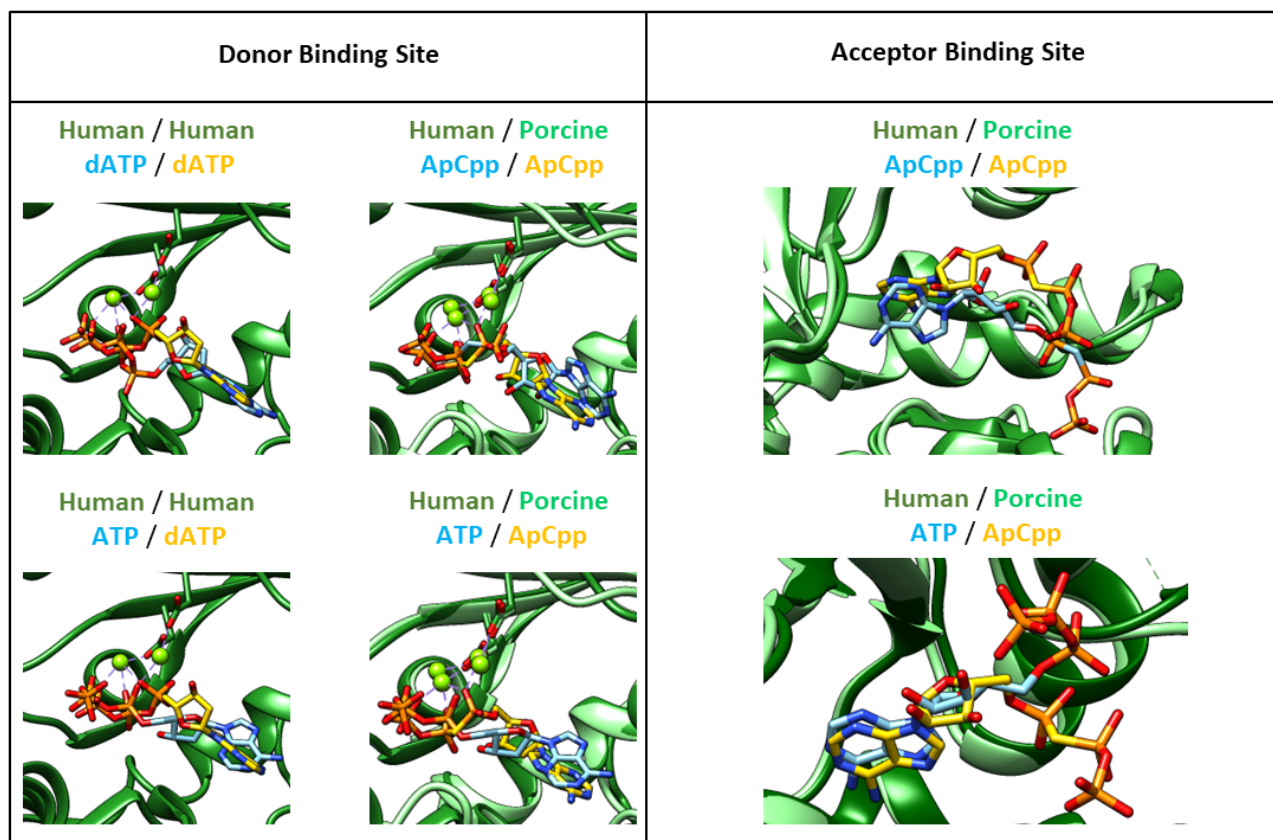 Donor Binding Site
Acceptor Binding Site
Human / Human
dATP / dATP
Human / Porcine
ApCpp / ApCpp
Human / Porcine
ApCpp / ApCpp
Human / Human
ATP / dATP
Human / Porcine
ATP / ApCpp
Human / Porcine
ATP / ApCpp